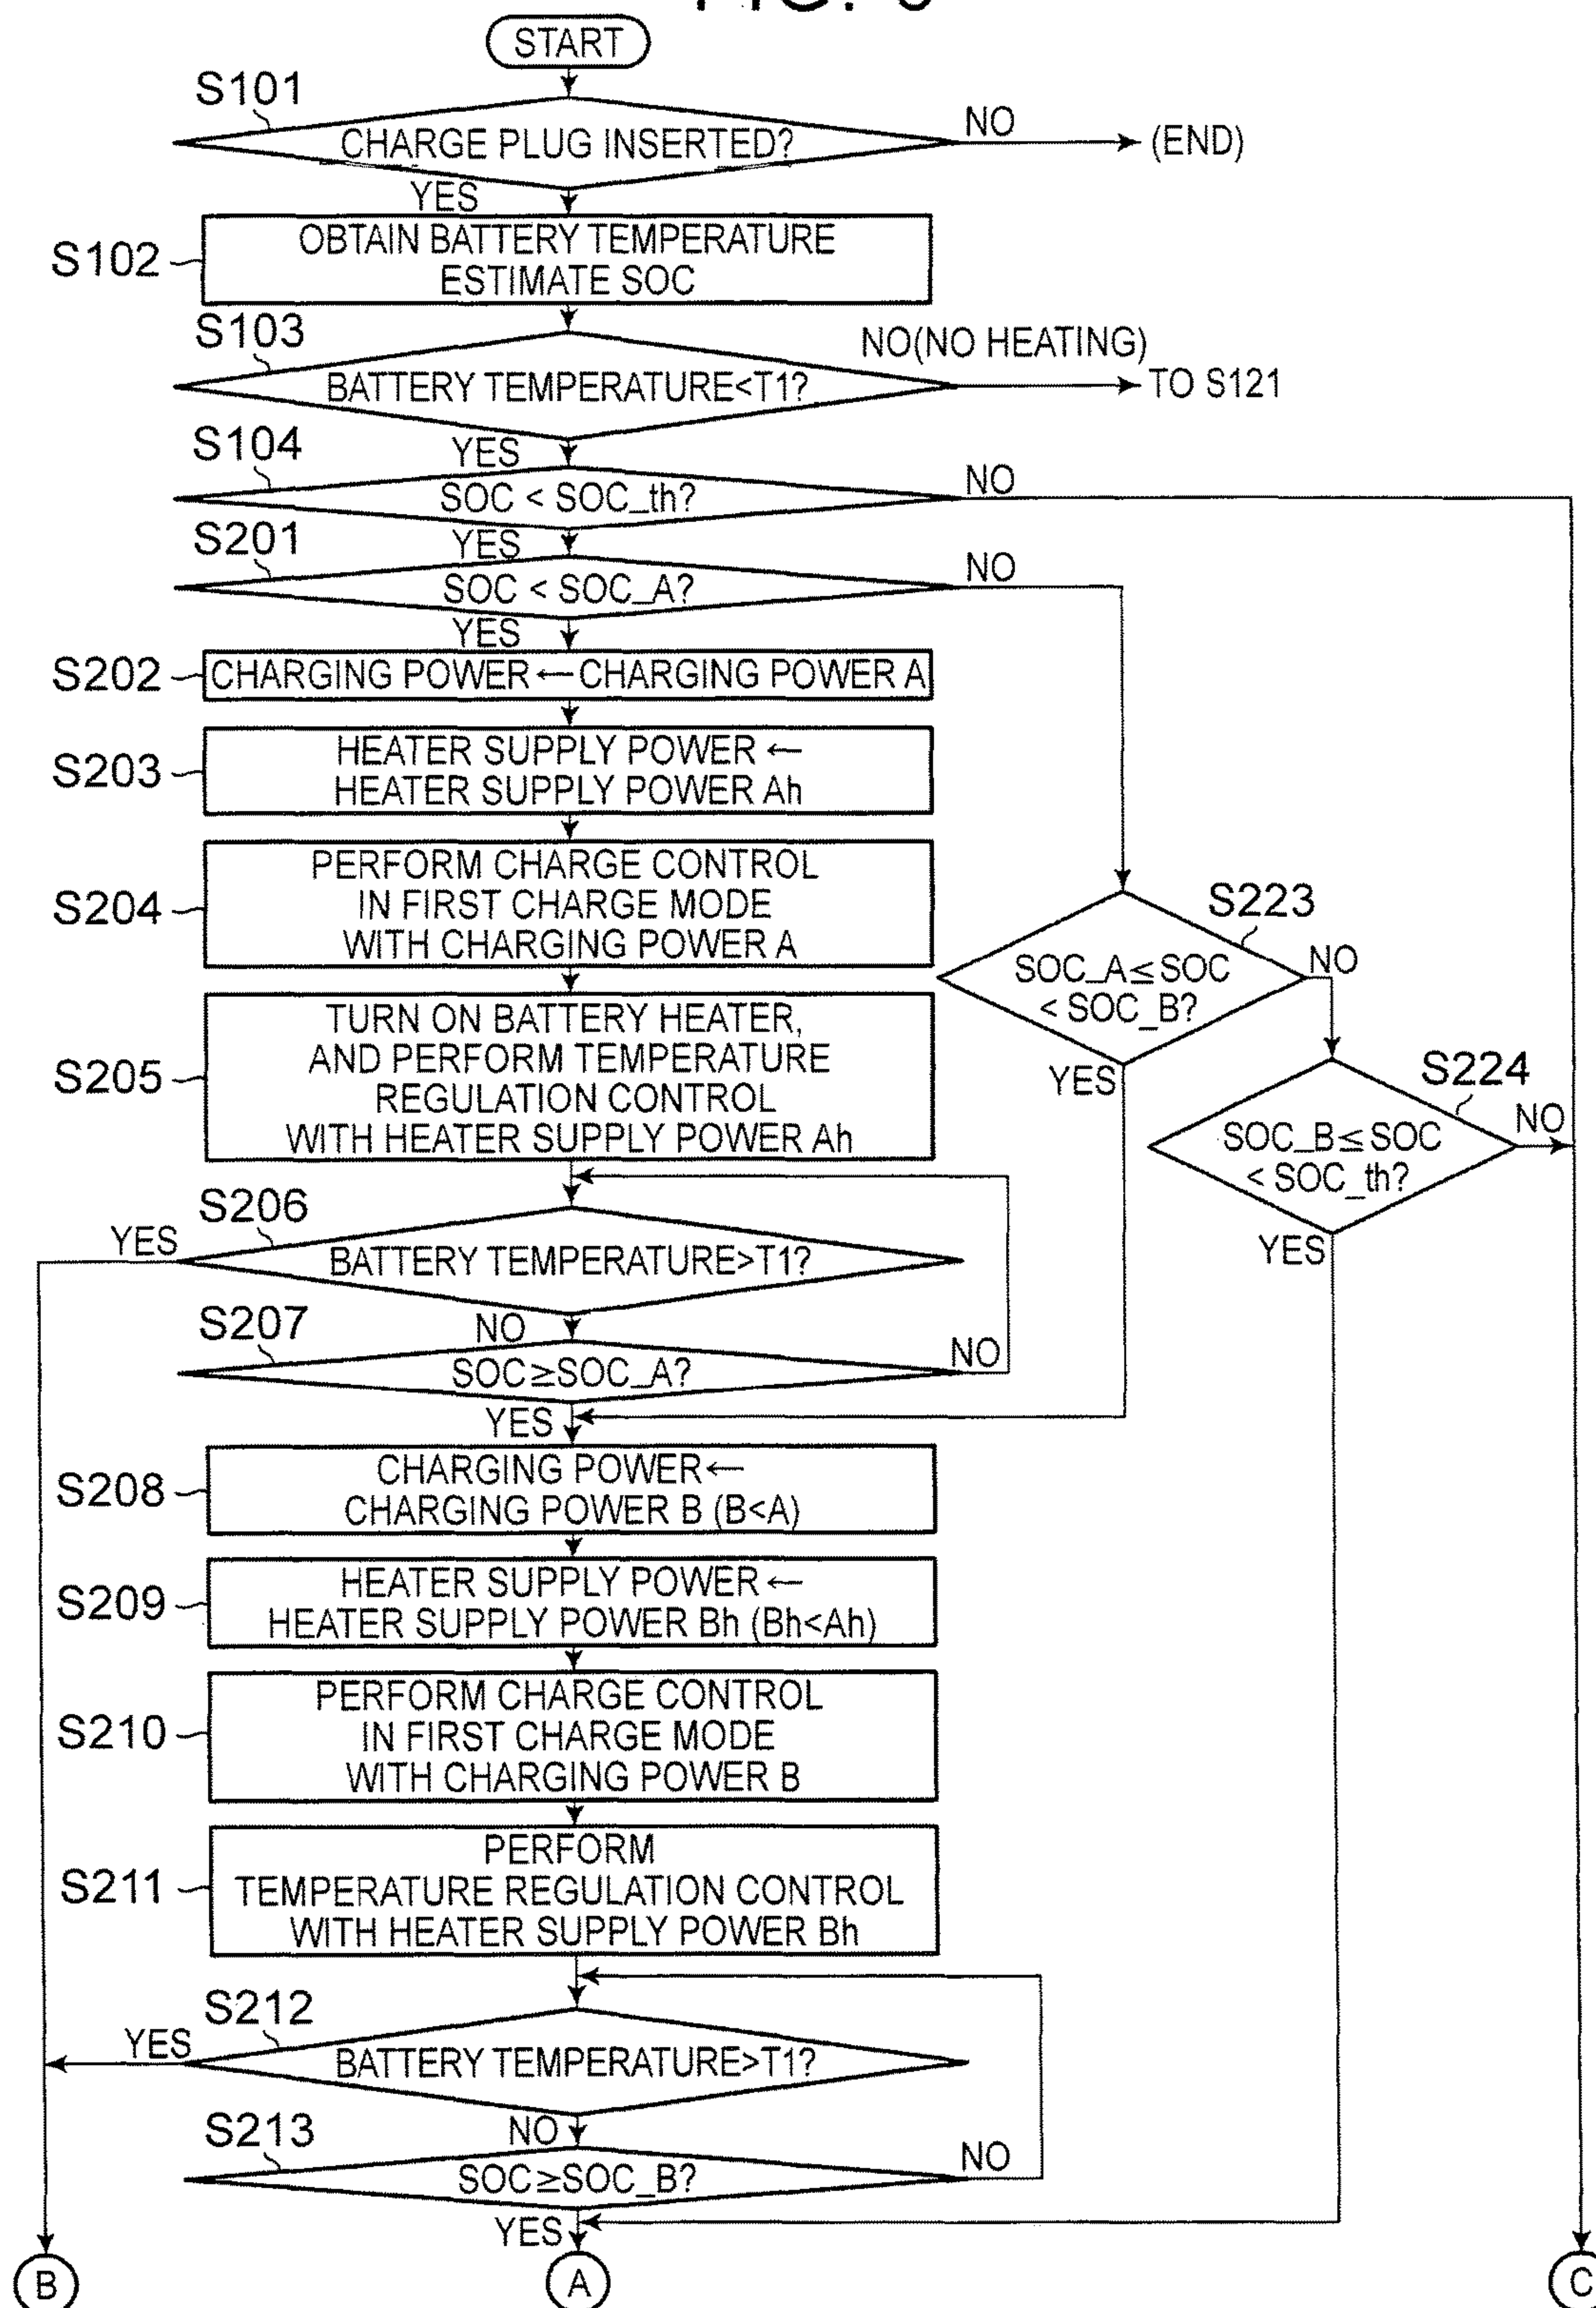 START
S101
CHARGE PLUG INSERTED?
NO
(END)
YES
S102
OBTAIN BATTERY TEMPERATURE
ESTIMATE SOC
S103
BATTERY TEMPERATURE<T1?
NO(NO HEATING)
TO S121
YES
S104
SOC < SOC_th?
NO
YES
S201
SOC < SOC_A?
NO
YES
S202
CHARGING POWER ← CHARGING POWER A
S203
HEATER SUPPLY POWER ←
HEATER SUPPLY POWER Ah
S204
PERFORM CHARGE CONTROL
IN FIRST CHARGE MODE
WITH CHARGING POWER A
S223
SOC_A≤SOC
< SOC_B?
NO
YES
S205
TURN ON BATTERY HEATER,
AND PERFORM TEMPERATURE
REGULATION CONTROL
WITH HEATER SUPPLY POWER Ah
S224
SOC_B≤SOC
< SOC_th?
NO
YES
S206
YES
BATTERY TEMPERATURE>T1?
NO
S207
SOC≥SOC_A?
NO
YES
S208
CHARGING POWER←
CHARGING POWER B (B<A)
S209
HEATER SUPPLY POWER←
HEATER SUPPLY POWER Bh (Bh<Ah)
S210
PERFORM CHARGE CONTROL
IN FIRST CHARGE MODE
WITH CHARGING POWER B
S211
PERFORM
TEMPERATURE REGULATION CONTROL
WITH HEATER SUPPLY POWER Bh
S212
YES
BATTERY TEMPERATURE>T1?
NO
S213
SOC≥SOC_B?
NO
YES
B
A
C